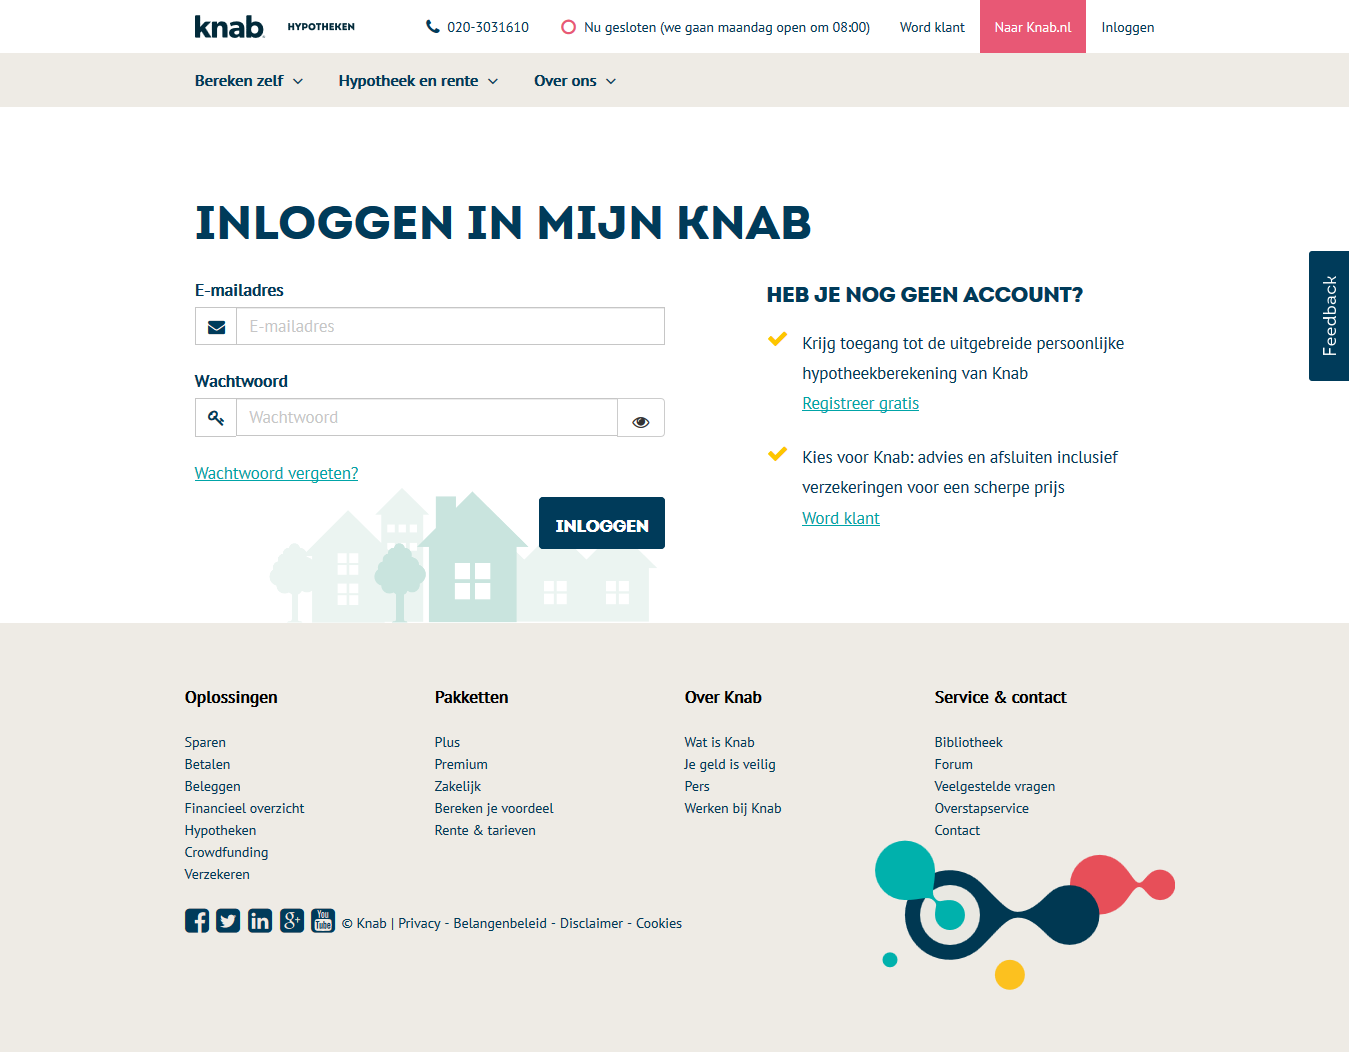 knab. HYPOTHEKEN 020-3031610 Nu gesloten (we gaan maandag open om 08:00) Word klant Naar Knab.nl Inloggen
Bereken zelf Hypotheek en rente Over ons
INLOGGEN IN MIJN KNAB
E-mailadres
E-mailadres
Wachtwoord
Wachtwoord
Wachtwoord vergeten?
INLOGGEN
HEB JE NOG GEEN ACCOUNT?
Krijg toegang tot de uitgebreide persoonlijke
hypotheekberekening van Knab
Registreer gratis
Kies voor Knab: advies en afsluiten inclusief
verzekeringen voor een scherpe prijs
Word klant
Feedback
Oplossingen
Sparen
Betalen
Beleggen
Financieel overzicht
Hypotheken
Crowdfunding
Verzekeren
Pakketten
Plus
Premium
Zakelijk
Bereken je voordeel
Rente & tarieven
Over Knab
Wat is Knab
Je geld is veilig
Pers
Werken bij Knab
Service & contact
Bibliotheek
Forum
Veelgestelde vragen
Overstapservice
Contact
You Tube © Knab | Privacy - Belangenbeleid - Disclaimer - Cookies